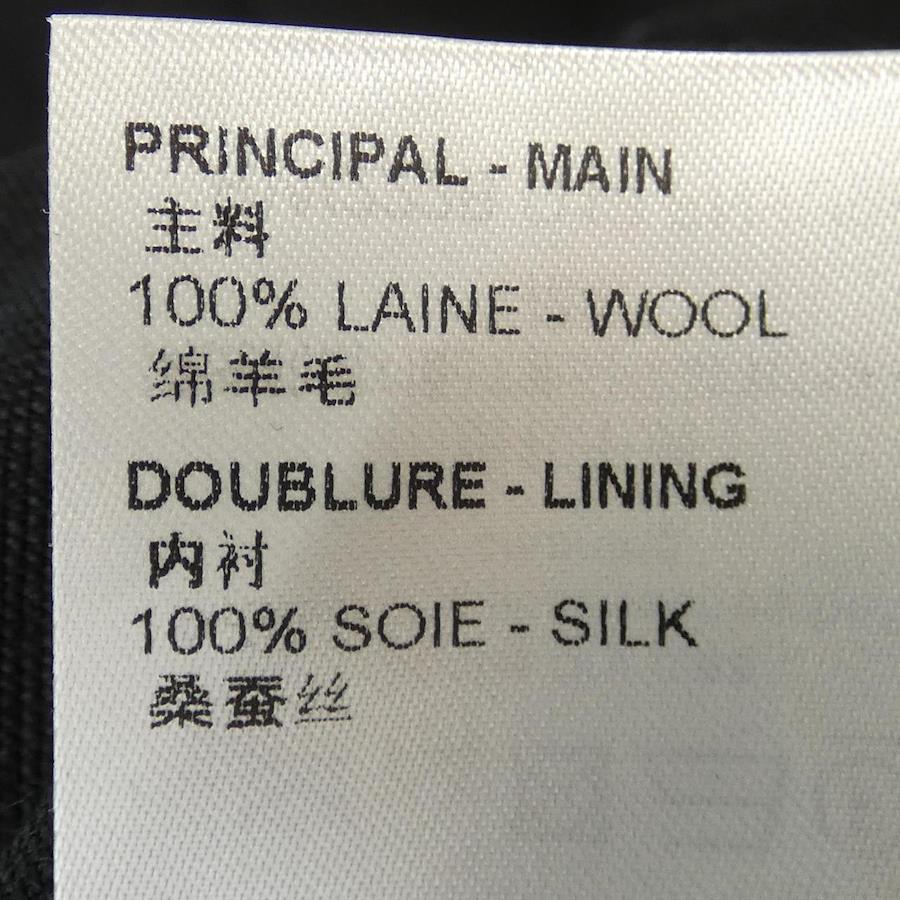 PRINCIPAL - MAIN
主料
100% LAINE - WOOL
绵羊毛
DOUBLURE - LINING
内衬
100% SOIE - SILK
桑蚕丝